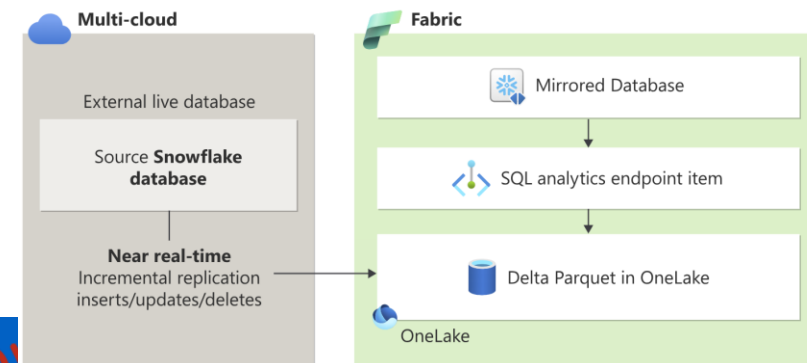 Multi-cloud
External live database
Source Snowflake
database
Near real-time
Incremental replication
inserts/updates/deletes
Fabric
Mirrored Database
SQL analytics endpoint item
Delta Parquet in OneLake
OneLake